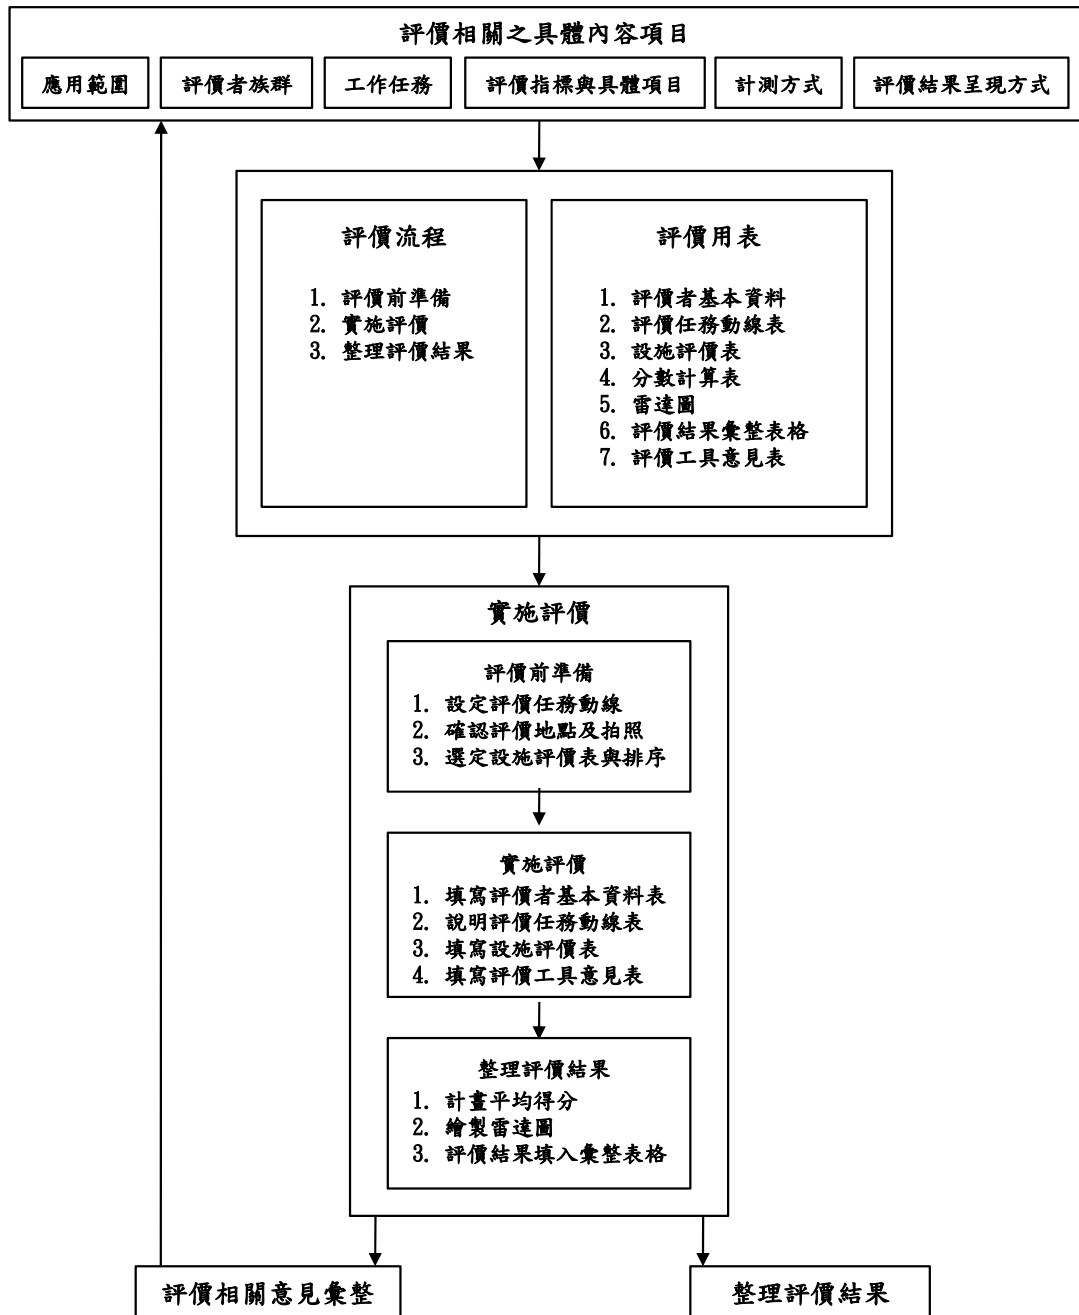 評價相關之具體內容項目
應用範圍
評價者族群
工作任務
評價指標與具體項目
計測方式
評價結果呈現方式
評價流程
1. 評價前準備
2. 實施評價
3. 整理評價結果
評價用表
1. 評價者基本資料
2. 評價任務動線表
3. 設施評價表
4. 分數計算表
5. 雷達圖
6. 評價結果彙整表格
7. 評價工具意見表
實施評價
評價前準備
1. 設定評價任務動線
2. 確認評價地點及拍照
3. 選定設施評價表與排序
實施評價
1. 填寫評價者基本資料表
2. 說明評價任務動線表
3. 填寫設施評價表
4. 填寫評價工具意見表
整理評價結果
1. 計畫平均得分
2. 繪製雷達圖
3. 評價結果填入彙整表格
評價相關意見彙整
整理評價結果